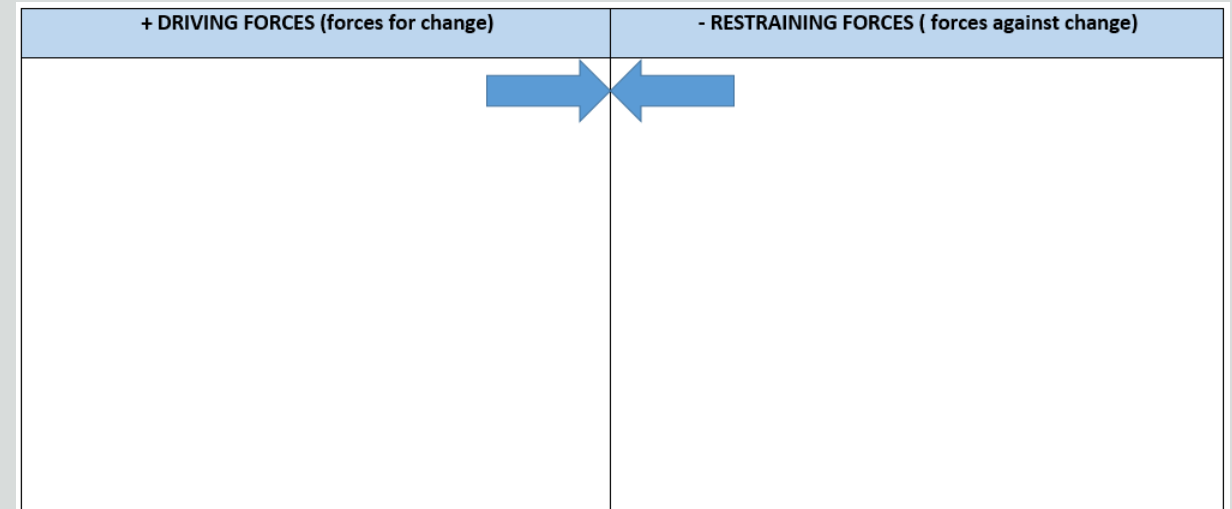 + DRIVING FORCES (forces for change)
- RESTRAINING FORCES ( forces against change)